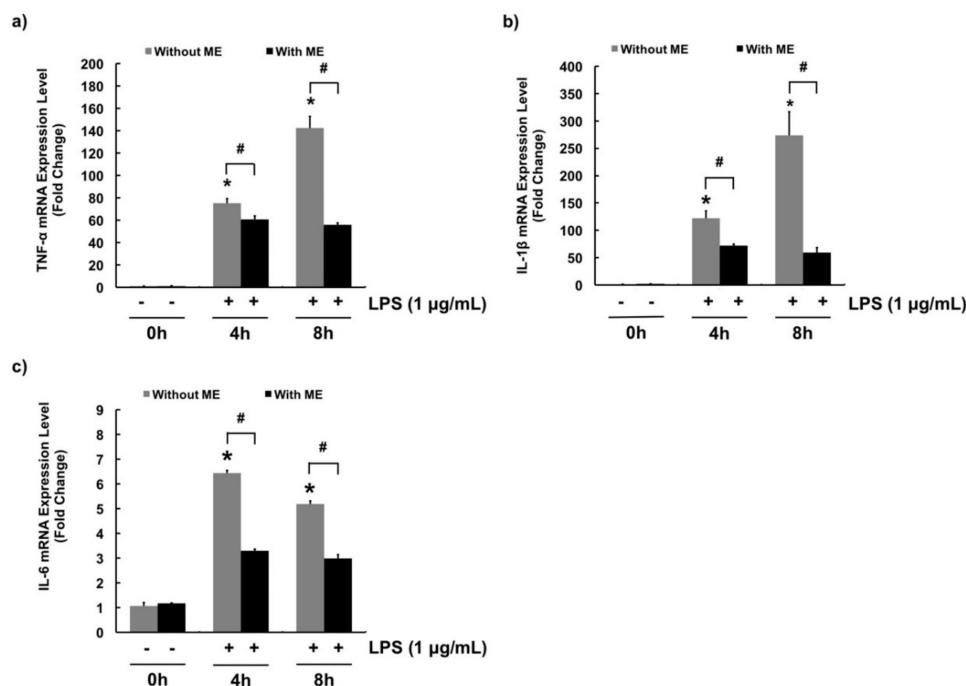 a)
Without ME With ME
TNF-α mRNA Expression Level
(Fold Change)
200
180
160
140
120
100
80
60
40
20
0
#
*
#
*
- - + + + + LPS (1 µg/mL)
0h 4h 8h
b)
Without ME With ME
IL-1β mRNA Expression Level
(Fold Change)
400
350
300
250
200
150
100
50
0
#
*
#
*
- - + + + + LPS (1 µg/mL)
0h 4h 8h
c)
Without ME With ME
IL-6 mRNA Expression Level
(Fold Change)
9
8
7
6
5
4
3
2
1
0
#
*
#
*
- - + + + + LPS (1 µg/mL)
0h 4h 8h